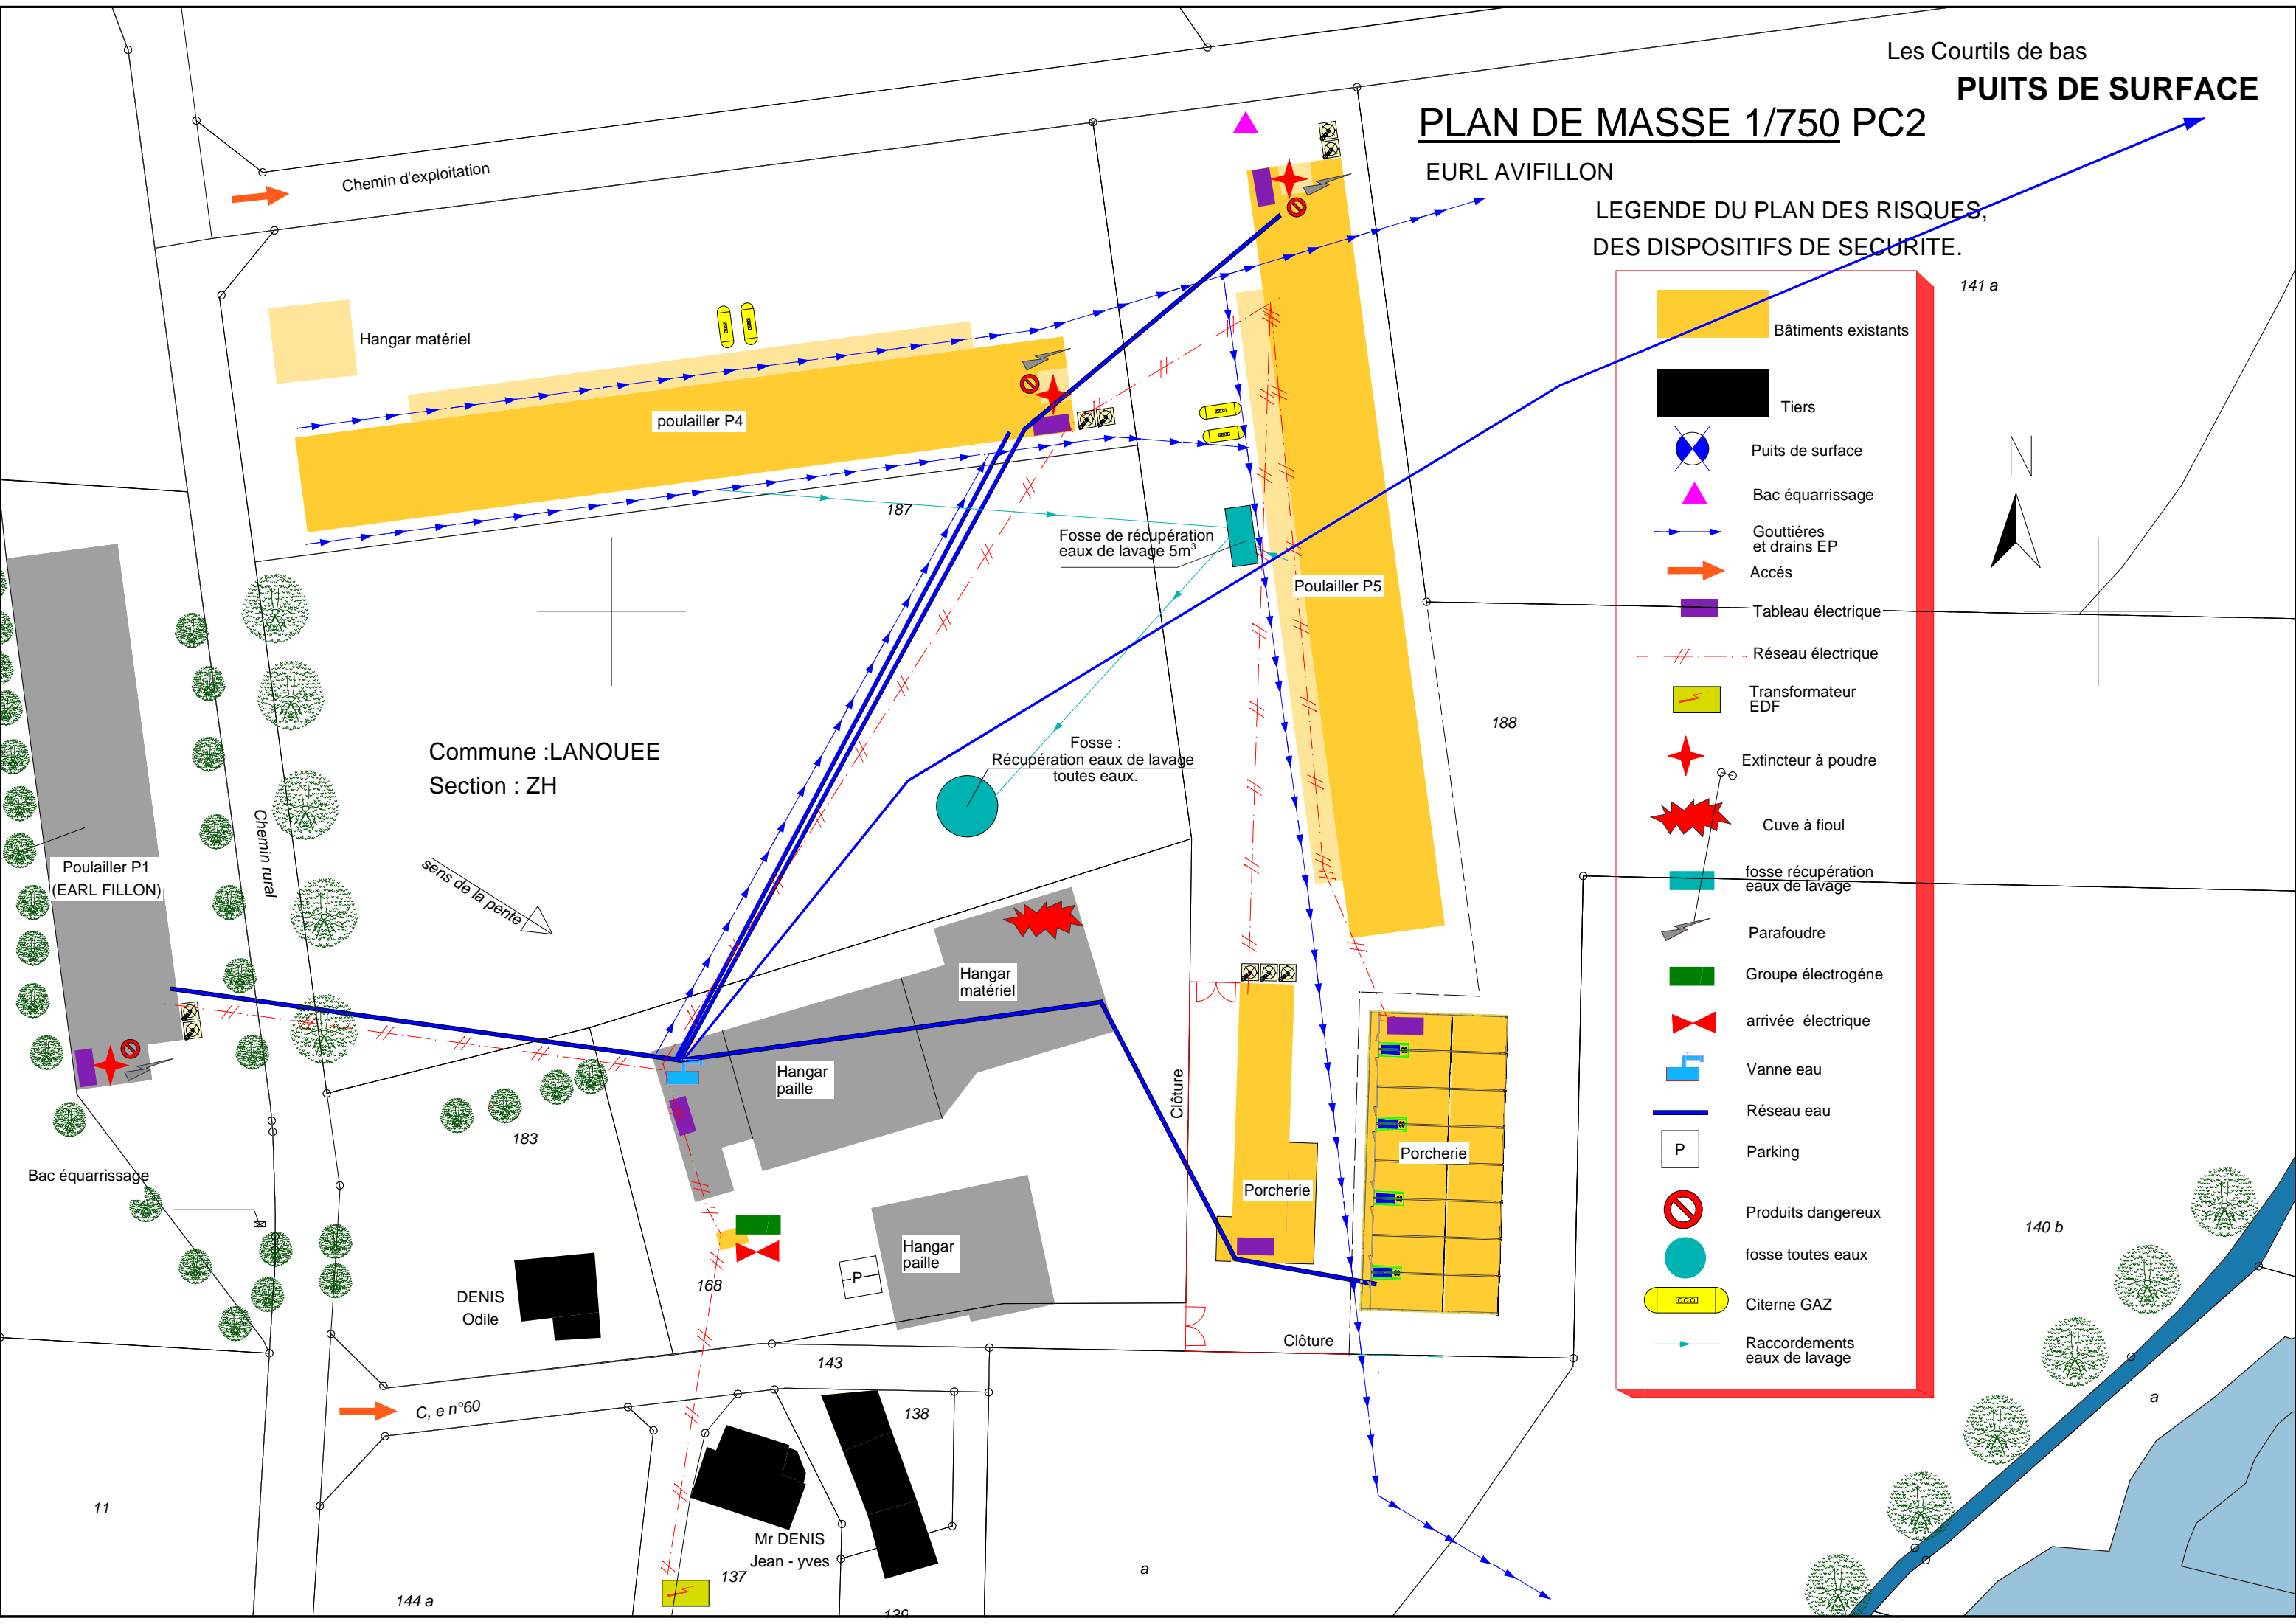 Les Courtils de bas
PUITS DE SURFACE
PLAN DE MASSE 1/750 PC2
EURL AVIFILLON
LEGENDE DU PLAN DES RISQUES,
DES DISPOSITIFS DE SECURITE.
141 a
Bâtiments existants
Tiers
Puits de surface
Bac équarrissage
Gouttiéres
et drains EP
Accés
Tableau électrique
Réseau électrique
Transformateur
EDF
Extincteur à poudre
Cuve à fioul
fosse récupération
eaux de lavage
Parafoudre
Groupe électrogéne
arrivée électrique
Vanne eau
Réseau eau
P
Parking
Produits dangereux
fosse toutes eaux
Citerne GAZ
Raccordements
eaux de lavage
N
Chemin d'exploitation
Hangar matériel
poulailler P4
187
Fosse de récupération
eaux de lavage 5m³
Poulailler P5
188
Commune :LANOUEE
Section : ZH
Fosse :
Récupération eaux de lavage
toutes eaux.
Chemin rural
sens de la pente
Poulailler P1
(EARL FILLON)
Hangar
matériel
Hangar
paille
Clôture
183
Porcherie
Porcherie
Bac équarrissage
Hangar
paille
P
168
DENIS
Odile
140 b
Clôture
143
C, e n°60
138
a
11
Mr DENIS
Jean - yves
137
a
144 a
139